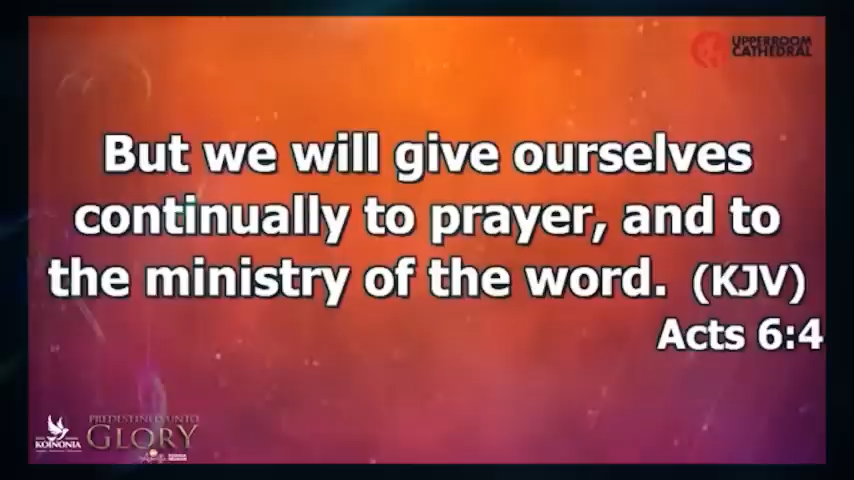 UPPERROOM
CATHEDRAL
But we will give ourselves
continually to prayer, and to
the ministry of the word. (KJV)
Acts 6:4
PREDESTINED UNTO
GLORY
KOINONIA